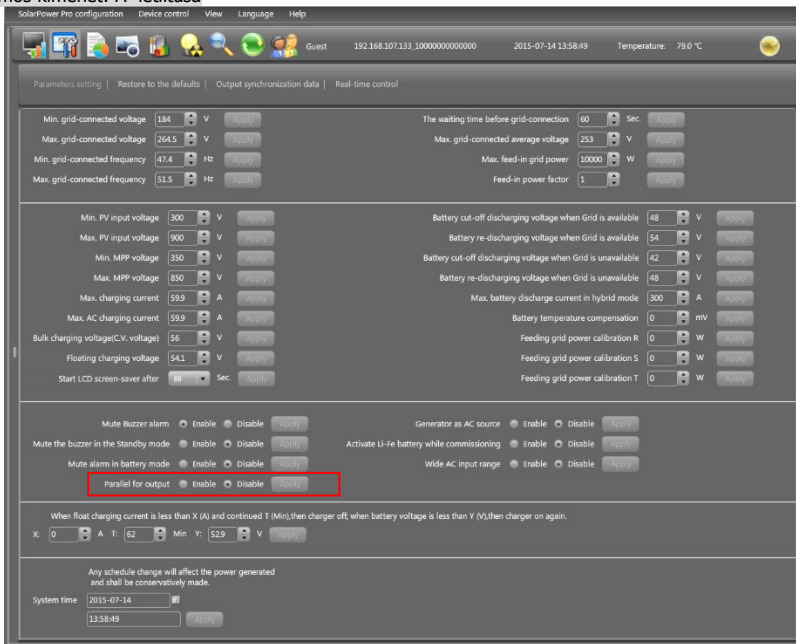 SolarPower Pro configuration Device control View Language Help
Guest 192.168.107.133_10000000000000 2015-07-14 13:58:49 Temperature: 79.0 °C
Parameters setting | Restore to the defaults | Output synchronization data | Real-time control
Min. grid-connected voltage 184 V Apply The waiting time before grid-connection 60 Sec. Apply
Max. grid-connected voltage 264.5 V Apply Max. grid-connected average voltage 253 V Apply
Min. grid-connected frequency 47.4 Hz Apply Max. feed-in grid power 10000 W Apply
Max. grid-connected frequency 51.5 Hz Apply Feed-in power factor 1 Apply
Min. PV input voltage 300 V Apply Battery cut-off discharging voltage when Grid is available 48 V Apply
Max. PV input voltage 900 V Apply Battery re-discharging voltage when Grid is available 54 V Apply
Min. MPP voltage 350 V Apply Battery cut-off discharging voltage when Grid is unavailable 42 V Apply
Max. MPP voltage 850 V Apply Battery re-discharging voltage when Grid is unavailable 48 V Apply
Max. charging current 59.9 A Apply Max. battery discharge current in hybrid mode 300 A Apply
Max. AC charging current 59.9 A Apply Battery temperature compensation 0 mV Apply
Bulk charging voltage(C.V. voltage) 56 V Apply Feeding grid power calibration R 0 W Apply
Floating charging voltage 54.1 V Apply Feeding grid power calibration S 0 W Apply
Start LCD screen-saver after 60 Sec. Apply Feeding grid power calibration T 0 W Apply
Mute Buzzer alarm Enable Disable Apply Generator as AC source Enable Disable Apply
Mute the buzzer in the Standby mode Enable Disable Apply Activate Li-Fe battery while commissioning Enable Disable Apply
Mute alarm in battery mode Enable Disable Apply Wide AC input range Enable Disable Apply
Parallel for output Enable Disable Apply
When float charging current is less than X (A) and continued T (Min),then charger off; when battery voltage is less than Y (V),then charger on again.
X: 0 A T: 62 Min Y: 52.9 V Apply
Any schedule change will affect the power generated
and shall be conservatively made.
System time 2015-07-14
13:58:49 Apply